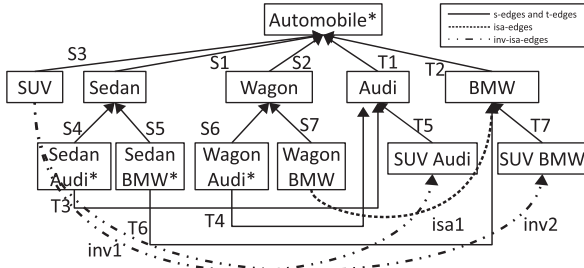 Automobile*
s-edges and t-edges
isa-edges
inv-isa-edges
S3
S1
S2
T1
T2
SUV
Sedan
Wagon
Audi
BMW
S4
S5
S6
S7
T5
T7
Sedan
Audi*
Sedan
BMW*
Wagon
Audi*
Wagon
BMW
SUV Audi
SUV BMW
T3
T4
T6
isa1
inv2
inv1